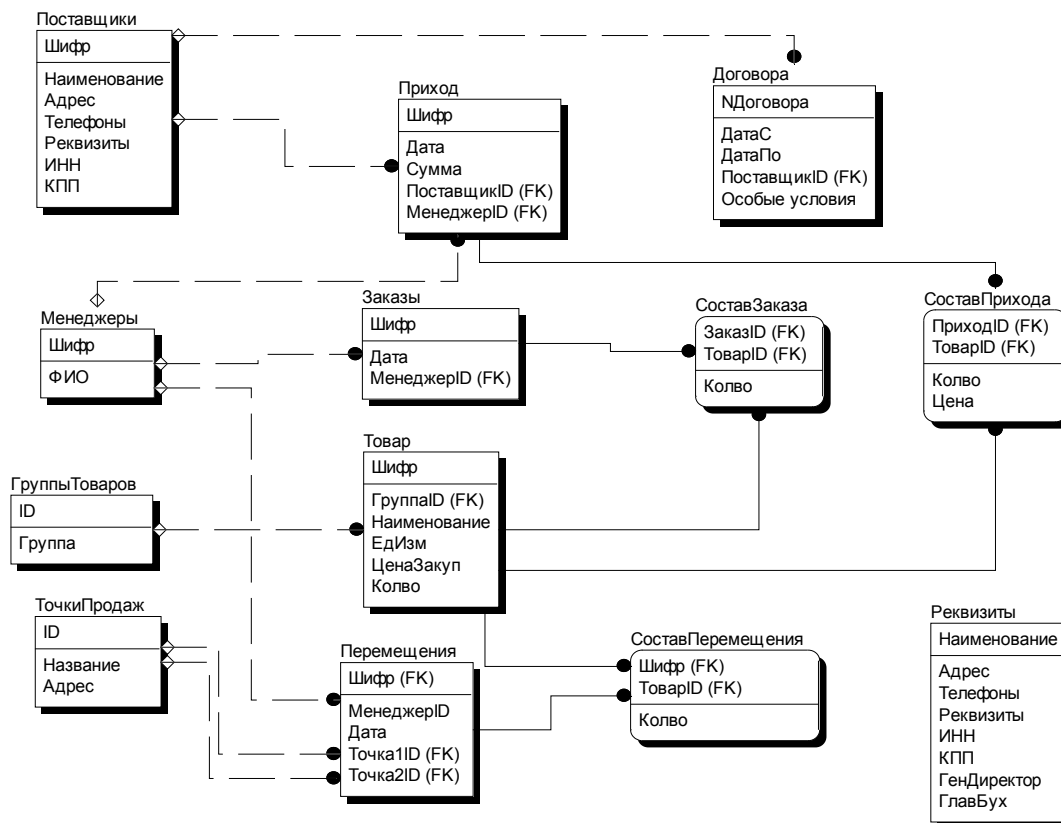 Поставщики
Шифр
Наименование
Адрес
Телефоны
Реквизиты
ИНН
КПП
Приход
Шифр
Дата
Сумма
ПоставщикID (FK)
МенеджерID (FK)
Договора
NДоговора
ДатаС
ДатаПо
ПоставщикID (FK)
Особые условия
Менеджеры
Шифр
ФИО
Заказы
Шифр
Дата
МенеджерID (FK)
СоставЗаказа
ЗаказID (FK)
ТоварID (FK)
Колво
СоставПрихода
ПриходID (FK)
ТоварID (FK)
Колво
Цена
ГруппыТоваров
ID
Группа
Товар
Шифр
ГруппаID (FK)
Наименование
ЕдИзм
ЦенаЗакуп
Колво
ТочкиПродаж
ID
Название
Адрес
Перемещения
Шифр (FK)
МенеджерID
Дата
Точка1ID (FK)
Точка2ID (FK)
СоставПеремещения
Шифр (FK)
ТоварID (FK)
Колво
Реквизиты
Наименование
Адрес
Телефоны
Реквизиты
ИНН
КПП
ГенДиректор
ГлавБух